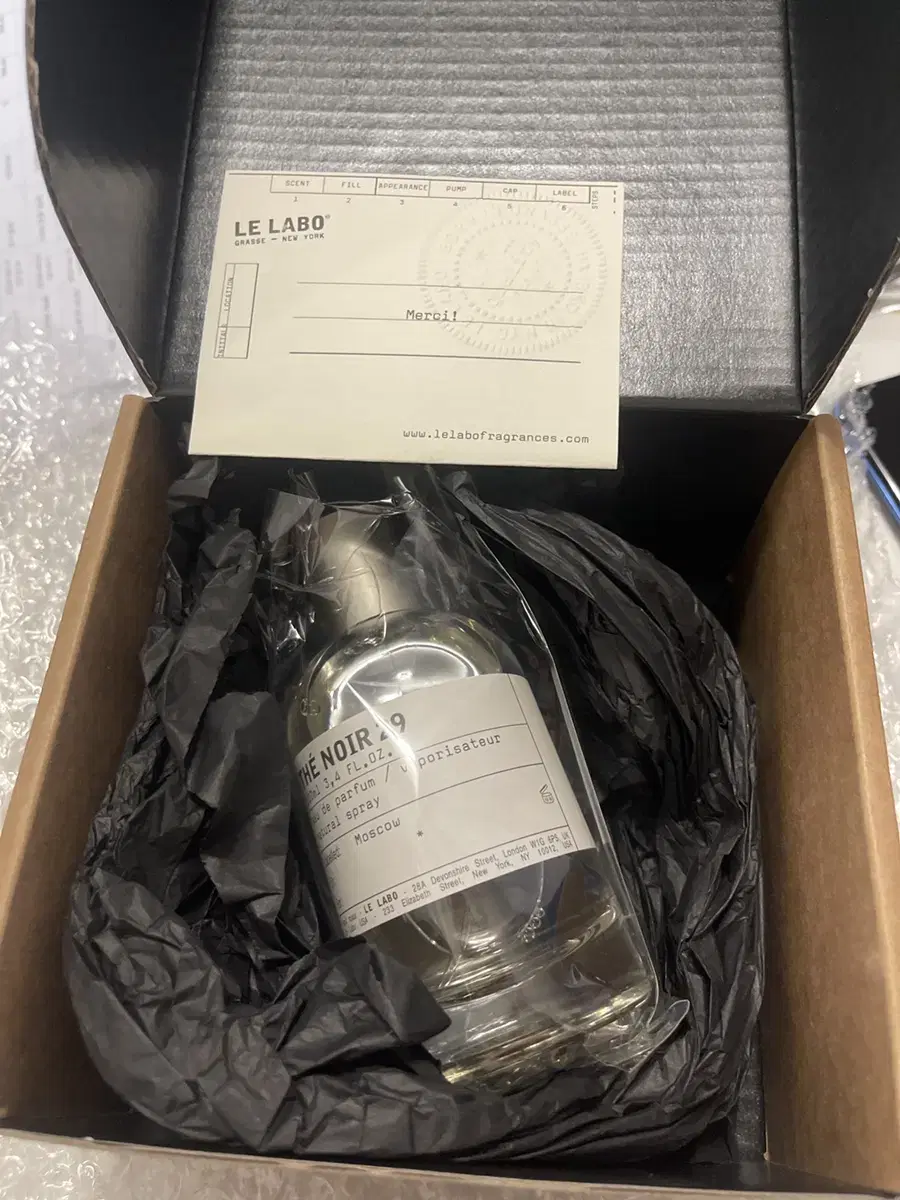 SCENT FILL APPEARANCE PUMP CAP LABEL STEPS
1 2 3 4 5 6
LE LABO®
GRASSE — NEW YORK
LOCATION
INITIALS
Merci!
www.lelabofragrances.com
THÉ NOIR 29
3,4 FL.OZ.
de parfum / vaporisateur
natural spray
Moscow
*
LE LABO - 28A Devonshire Street, London W1G 6PS, UK
USA - 233 Elizabeth Street, New York, NY 10012, USA